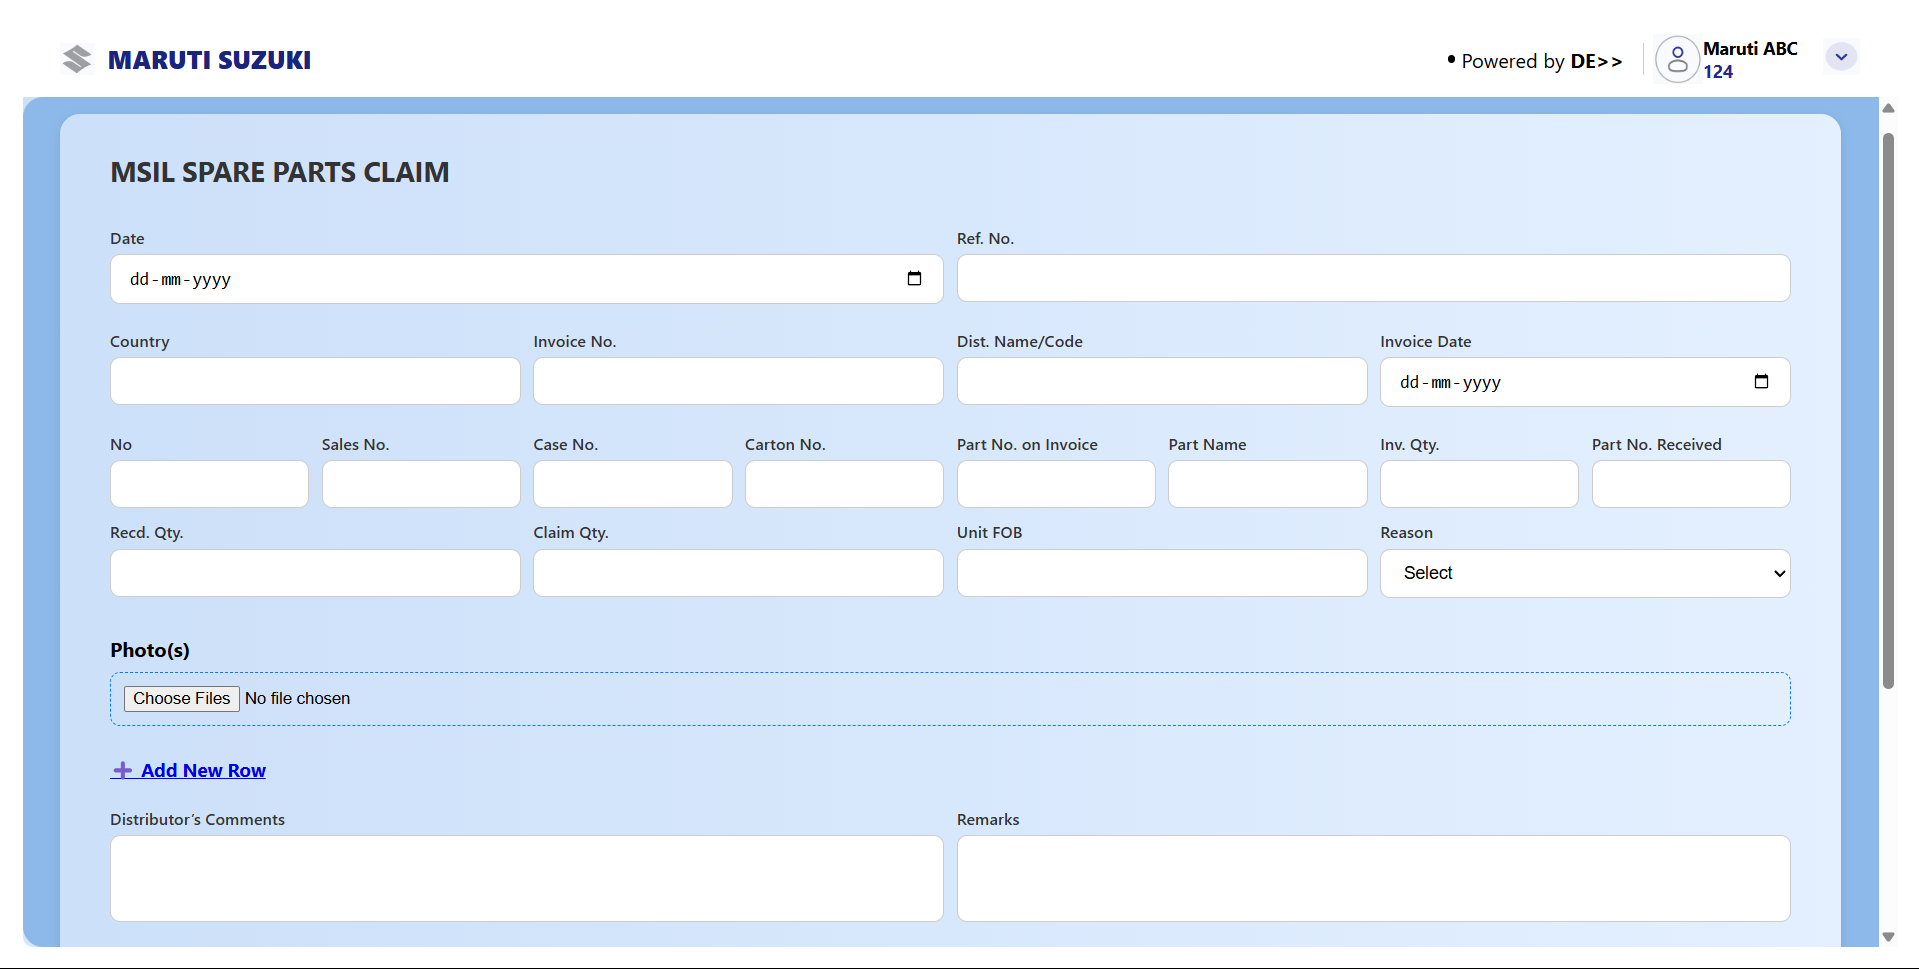 MARUTI SUZUKI
• Powered by DE>>
Maruti ABC
124
MSIL SPARE PARTS CLAIM
Date
Ref. No.
dd-mm-yyyy
Country
Invoice No.
Dist. Name/Code
Invoice Date
dd-mm-yyyy
No
Sales No.
Case No.
Carton No.
Part No. on Invoice
Part Name
Inv. Qty.
Part No. Received
Recd. Qty.
Claim Qty.
Unit FOB
Reason
Select
Photo(s)
Choose Files No file chosen
Add New Row
Distributor’s Comments
Remarks